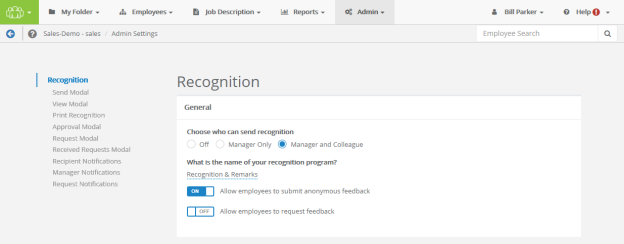 My Folder Employees Job Description Reports Admin Bill Parker Help !
? Sales-Demo - sales / Admin Settings Employee Search
Recognition
Send Modal
View Modal
Print Recognition
Approval Modal
Request Modal
Received Requests Modal
Recipient Notifications
Manager Notifications
Request Notifications
Recognition
General
Choose who can send recognition
Off Manager Only Manager and Colleague
What is the name of your recognition program?
Recognition & Remarks
ON Allow employees to submit anonymous feedback
OFF Allow employees to request feedback